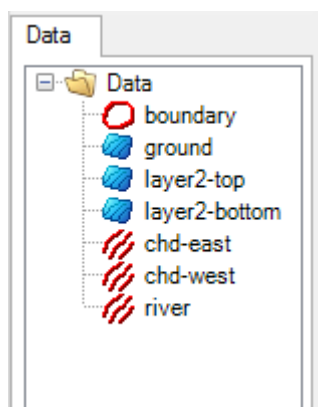 Data
Data
boundary
ground
layer2-top
layer2-bottom
chd-east
chd-west
river